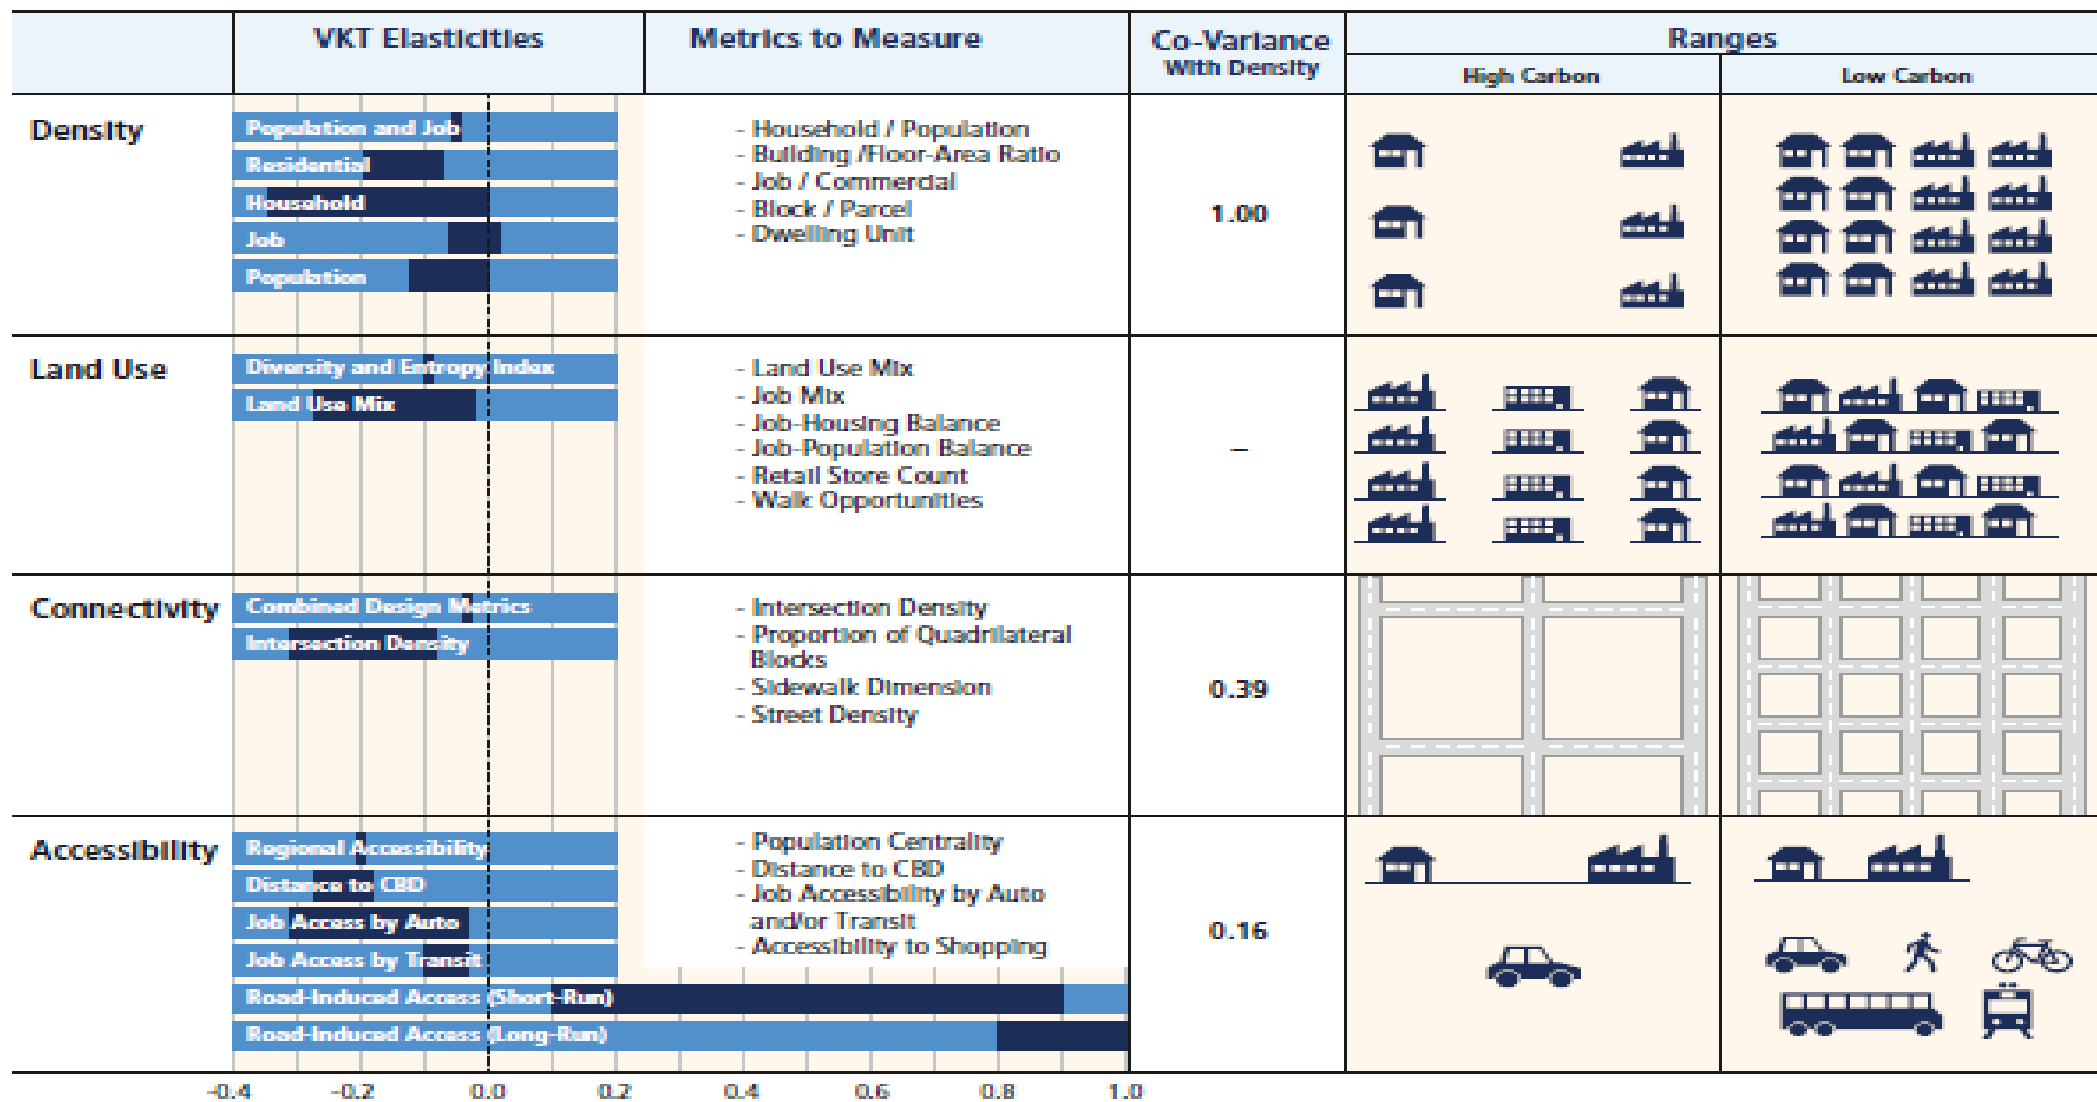 VKT Elasticities
Metrics to Measure
Co-Variance
With Density
Ranges
High Carbon
Low Carbon
Density
Population and Job
Residential
Household
Job
Population
- Household / Population
- Building /Floor-Area Ratio
- Job / Commercial
- Block / Parcel
- Dwelling Unit
1.00
Land Use
Diversity and Entropy Index
Land Use Mix
- Land Use Mix
- Job Mix
- Job-Housing Balance
- Job-Population Balance
- Retail Store Count
- Walk Opportunities
–
Connectivity
Combined Design Metrics
Intersection Density
- Intersection Density
- Proportion of Quadrilateral
Blocks
- Sidewalk Dimension
- Street Density
0.39
Accessibility
Regional Accessibility
Distance to CBD
Job Access by Auto
Job Access by Transit
Road-Induced Access (Short-Run)
Road-Induced Access (Long-Run)
- Population Centrality
- Distance to CBD
- Job Accessibility by Auto
and/or Transit
- Accessibility to Shopping
0.16
-0.4 -0.2 0.0 0.2 0.4 0.6 0.8 1.0